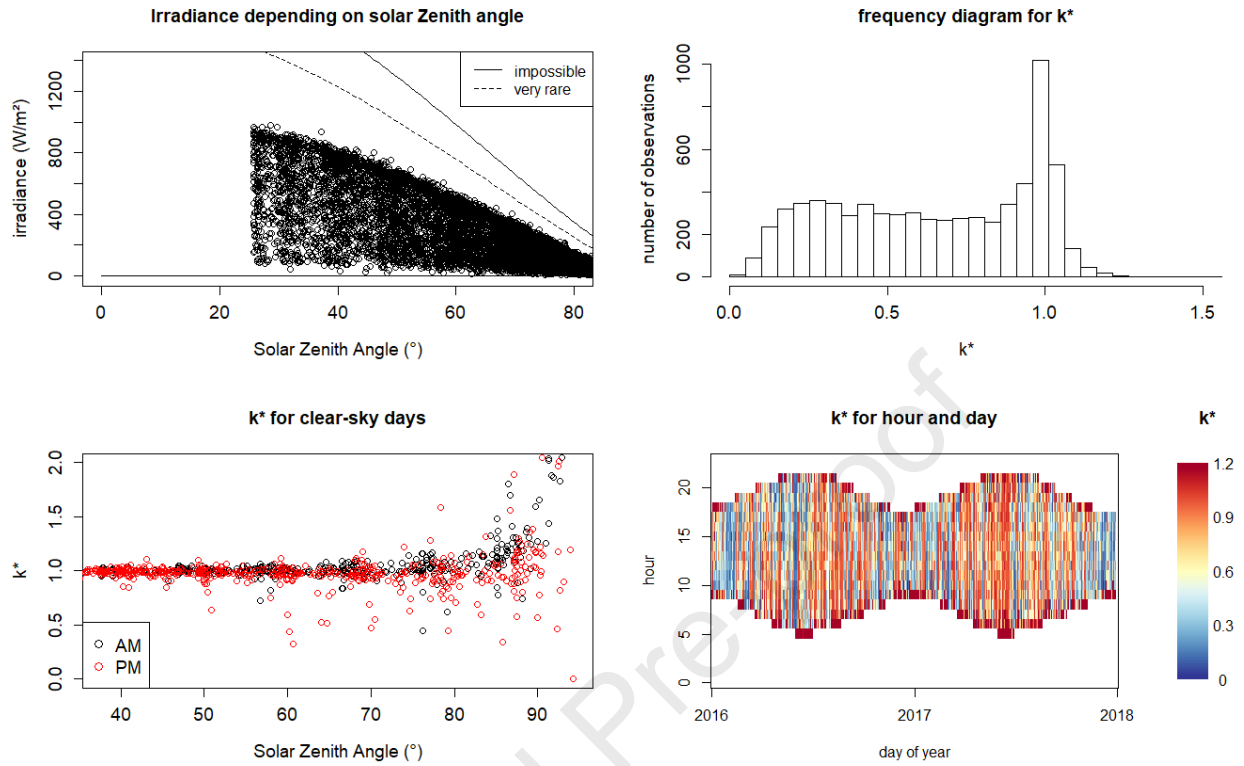 Irradiance depending on solar Zenith angle
irradiance (W/m²)
0 400 800 1200
impossible
very rare
0 20 40 60 80
Solar Zenith Angle (°)
frequency diagram for k*
number of observations
0 200 600 1000
0.0 0.5 1.0 1.5
k*
k* for clear-sky days
k*
0.0 0.5 1.0 1.5 2.0
AM
PM
40 50 60 70 80 90
Solar Zenith Angle (°)
k* for hour and day
hour
0 5 10 15 20
2016 2017 2018
day of year
k*
1.2
0.9
0.6
0.3
0
Pre-proof